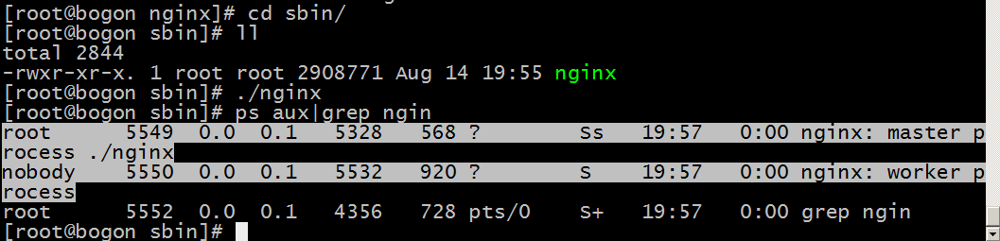 [root@bogon nginx]# cd sbin/
[root@bogon sbin]# ll
total 2844
-rwxr-xr-x. 1 root root 2908771 Aug 14 19:55 nginx
[root@bogon sbin]# ./nginx
[root@bogon sbin]# ps aux|grep ngin
root      5549  0.0  0.1   5328   568 ?        Ss   19:57   0:00 nginx: master p
rocess ./nginx
nobody    5550  0.0  0.1   5532   920 ?        S    19:57   0:00 nginx: worker p
rocess
root      5552  0.0  0.1   4356   728 pts/0    S+   19:57   0:00 grep ngin
[root@bogon sbin]#